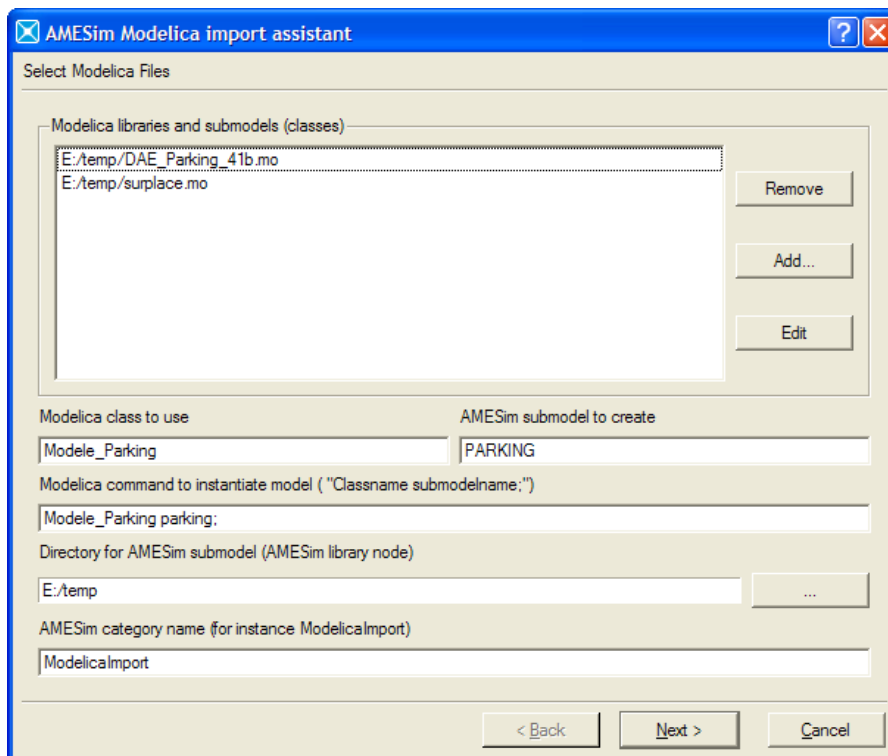 AMESim Modelica import assistant
Select Modelica Files
Modelica libraries and submodels (classes)
E:/temp/DAE_Parking_41b.mo
E:/temp/surplace.mo
Remove
Add...
Edit
Modelica class to use
AMESim submodel to create
Modele_Parking
PARKING
Modelica command to instantiate model ( "Classname submodelname;")
Modele_Parking parking;
Directory for AMESim submodel (AMESim library node)
E:/temp
...
AMESim category name (for instance ModelicaImport)
ModelicaImport
< Back
Next >
Cancel